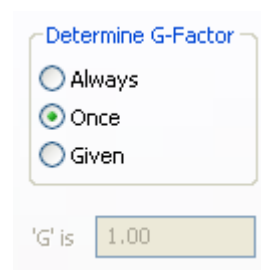 Determine G-Factor
Always
Once
Given
'G' is 1.00